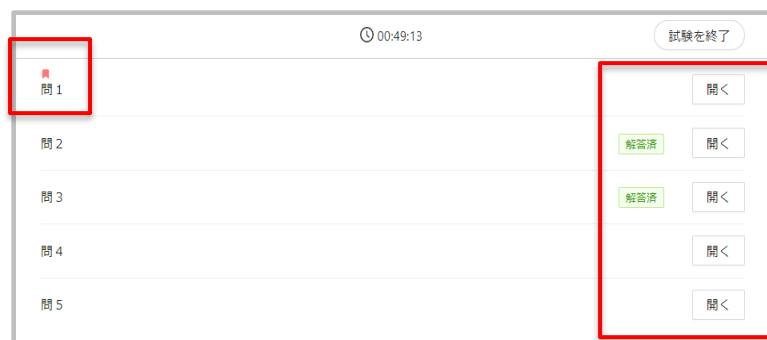 00:49:13 試験を終了
問 1 開く
問 2 解答済 開く
問 3 解答済 開く
問 4 開く
問 5 開く